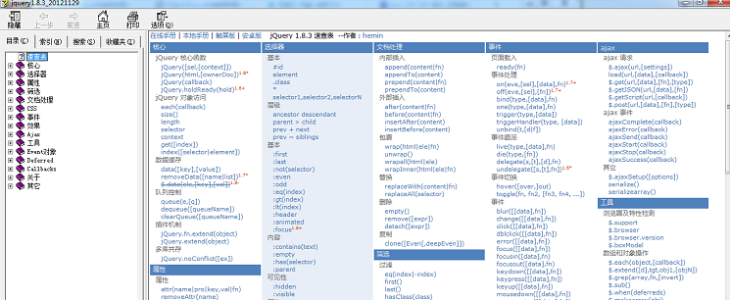 jquery1.8.3_20121129
隐藏 上一步 前进 主页 打印 选项(O)
目录(C) 索引(N) 搜索(S) 收藏夹(I)
速查表
核心
选择器
属性
筛选
文档处理
CSS
事件
效果
Ajax
工具
Event对象
Deferred
Callbacks
关于
其它
在线手册 | 本地手册 | 触屏版 | 安卓版 jQuery 1.8.3 速查表 --作者:hemin
核心
jQuery 核心函数
jQuery([sel,[context]])
jQuery(html,[ownerDoc])1.8*
jQuery(callback)
jQuery.holdReady(hold)1.6+
jQuery 对象访问
each(callback)
size()
length
selector
context
get([index])
index([selector|element])
数据缓存
data([key],[value])
removeData([name|list])1.7*
$.data(ele,[key],[val])1.8-
队列控制
queue(e,[q])
dequeue([queueName])
clearQueue([queueName])
插件机制
jQuery.fn.extend(object)
jQuery.extend(object)
多库共存
jQuery.noConflict([ex])
属性
属性
attr(name|pro|key,val|fn)
removeAttr(name)
选择器
基本
#id
element
.class
*
selector1,selector2,selectorN
层级
ancestor descendant
parent > child
prev + next
prev ~ siblings
基本
:first
:last
:not(selector)
:even
:odd
:eq(index)
:gt(index)
:lt(index)
:header
:animated
:focus1.6+
内容
:contains(text)
:empty
:has(selector)
:parent
可见性
:hidden
:visible
文档处理
内部插入
append(content|fn)
appendTo(content)
prepend(content|fn)
prependTo(content)
外部插入
after(content|fn)
before(content|fn)
insertAfter(content)
insertBefore(content)
包裹
wrap(html|ele|fn)
unwrap()
wrapall(html|ele)
wrapInner(html|ele|fn)
替换
replaceWith(content|fn)
replaceAll(selector)
删除
empty()
remove([expr])
detach([expr])
复制
clone([Even[,deepEven]])
筛选
过滤
eq(index|-index)
first()
last()
hasClass(class)
事件
页面载入
ready(fn)
事件处理
on(eve,[sel],[data],fn)1.7+
off(eve,[sel],[fn])1.7+
bind(type,[data],fn)
one(type,[data],fn)
trigger(type,[data])
triggerHandler(type, [data])
unbind(t,[d|f])
事件委派
live(type,[data],fn)
die(type,[fn])
delegate(s,[t],[d],fn)
undelegate([s,[t],fn])1.6*
事件切换
hover([over,]out)
toggle(fn, fn2, [fn3, fn4, ...])
事件
blur([[data],fn])
change([[data],fn])
click([[data],fn])
dblclick([[data],fn])
error([[data],fn])
focus([[data],fn])
focusin([data],fn)
focusout([data],fn)
keydown([[data],fn])
keypress([[data],fn])
keyup([[data],fn])
mousedown([[data],fn])
ajax
ajax 请求
$.ajax(url,[settings])
load(url,[data],[callback])
$.get(url,[data],[fn],[type])
$.getJSON(url,[data],[fn])
$.getScript(url,[callback])
$.post(url,[data],[fn],[type])
ajax 事件
ajaxComplete(callback)
ajaxError(callback)
ajaxSend(callback)
ajaxStart(callback)
ajaxStop(callback)
ajaxSuccess(callback)
其它
$.ajaxSetup([options])
serialize()
serializearray()
工具
浏览器及特性检测
$.support
$.browser
$.browser.version
$.boxModel
数组和对象操作
$.each(object,[callback])
$.extend([d],tgt,obj1,[objN])
$.grep(array,fn,[invert])
$.sub()
$.when(deferreds)